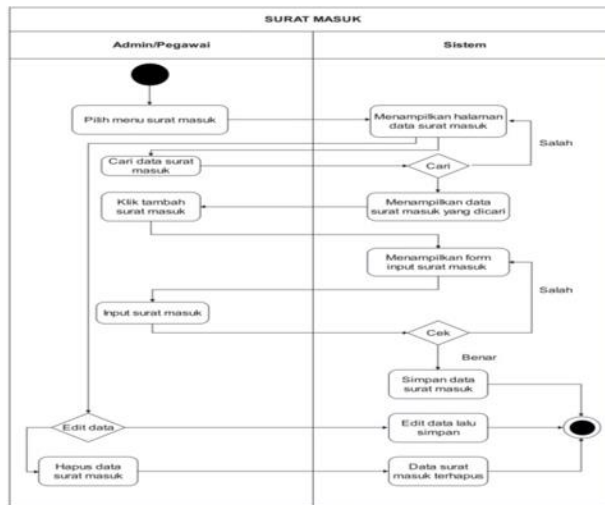 SURAT MASUK
Admin/Pegawai
Sistem
Pilih menu surat masuk
Menampilkan halaman
data surat masuk
Salah
Cari data surat
masuk
Cari
Klik tambah
surat masuk
Menampilkan data
surat masuk yang dicari
Menampilkan form
input surat masuk
Salah
Input surat masuk
Cek
Benar
Simpan data
surat masuk
Edit data
Edit data lalu
simpan
Hapus data
surat masuk
Data surat
masuk terhapus